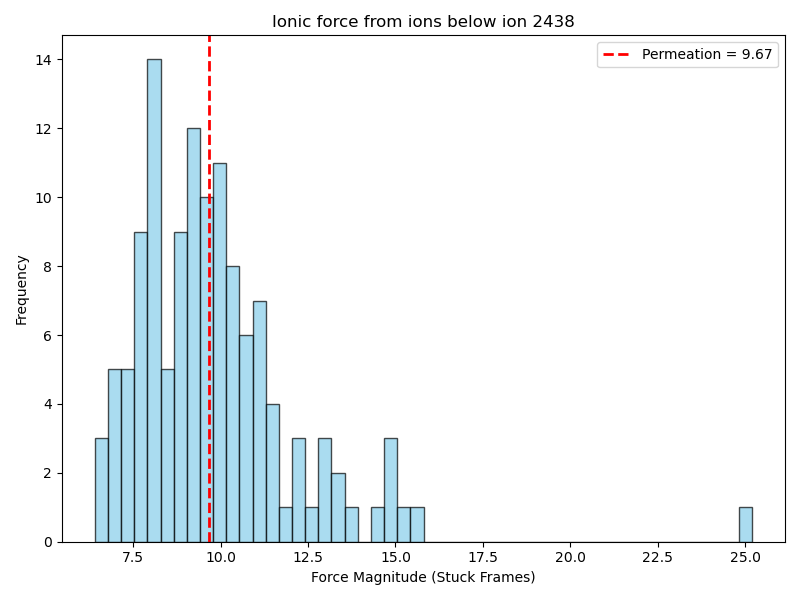 Ionic force from ions below ion 2438
Permeation = 9.67
14
12
10
8
6
4
2
0
Frequency
7.5 10.0 12.5 15.0 17.5 20.0 22.5 25.0
Force Magnitude (Stuck Frames)